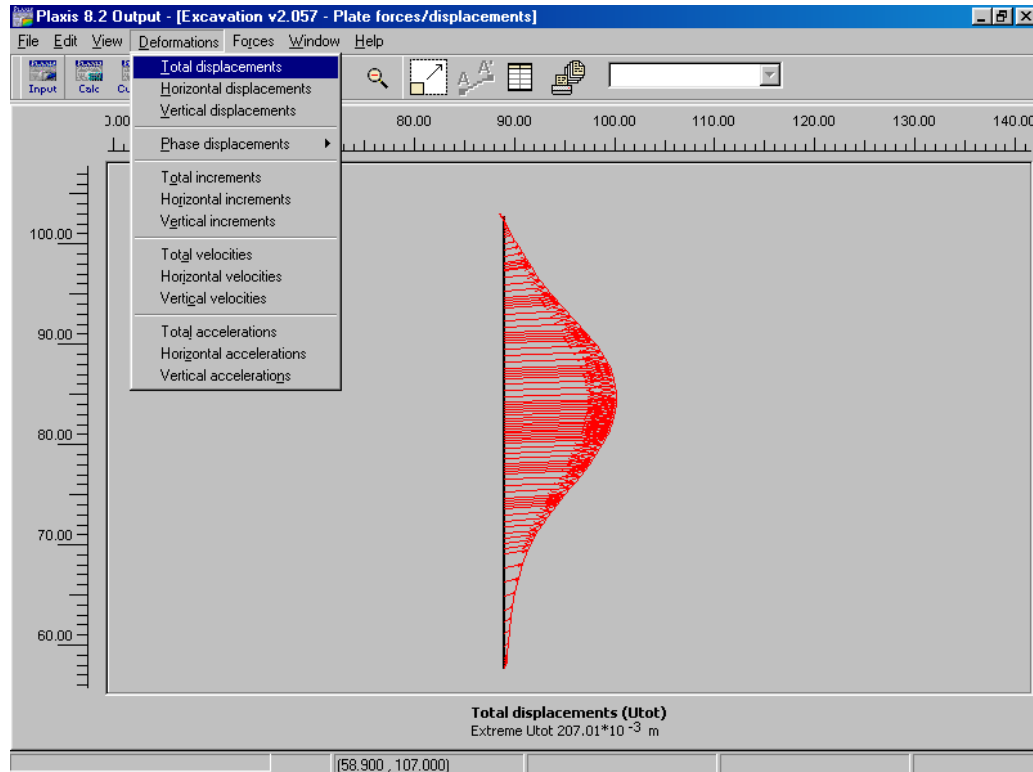 Plaxis 8.2 Output - [Excavation v2.057 - Plate forces/displacements]
File Edit View Deformations Forces Window Help
Input Calc
Total displacements
Horizontal displacements
Vertical displacements
Phase displacements
Total increments
Horizontal increments
Vertical increments
Total velocities
Horizontal velocities
Vertical velocities
Total accelerations
Horizontal accelerations
Vertical accelerations
80.00 90.00 100.00 110.00 120.00 130.00 140.00
100.00
90.00
80.00
70.00
60.00
A A'
Total displacements (Utot)
Extreme Utot 207.01*10 -3 m
(58.900 , 107.000)